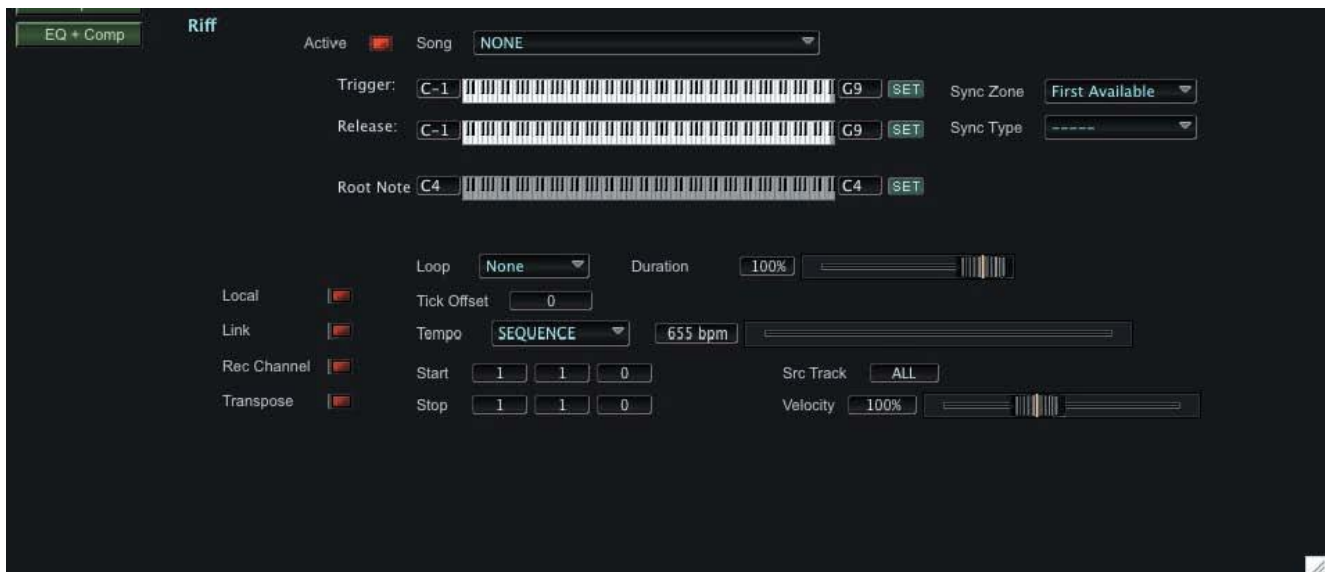 EQ + Comp
Riff
Active Song NONE
Trigger: C-1 G9 SET Sync Zone First Available
Release: C-1 G9 SET Sync Type -----
Root Note C4 C4 SET
Loop None Duration 100%
Local Tick Offset 0
Link Tempo SEQUENCE 655 bpm
Rec Channel Start 1 1 0 Src Track ALL
Transpose Stop 1 1 0 Velocity 100%